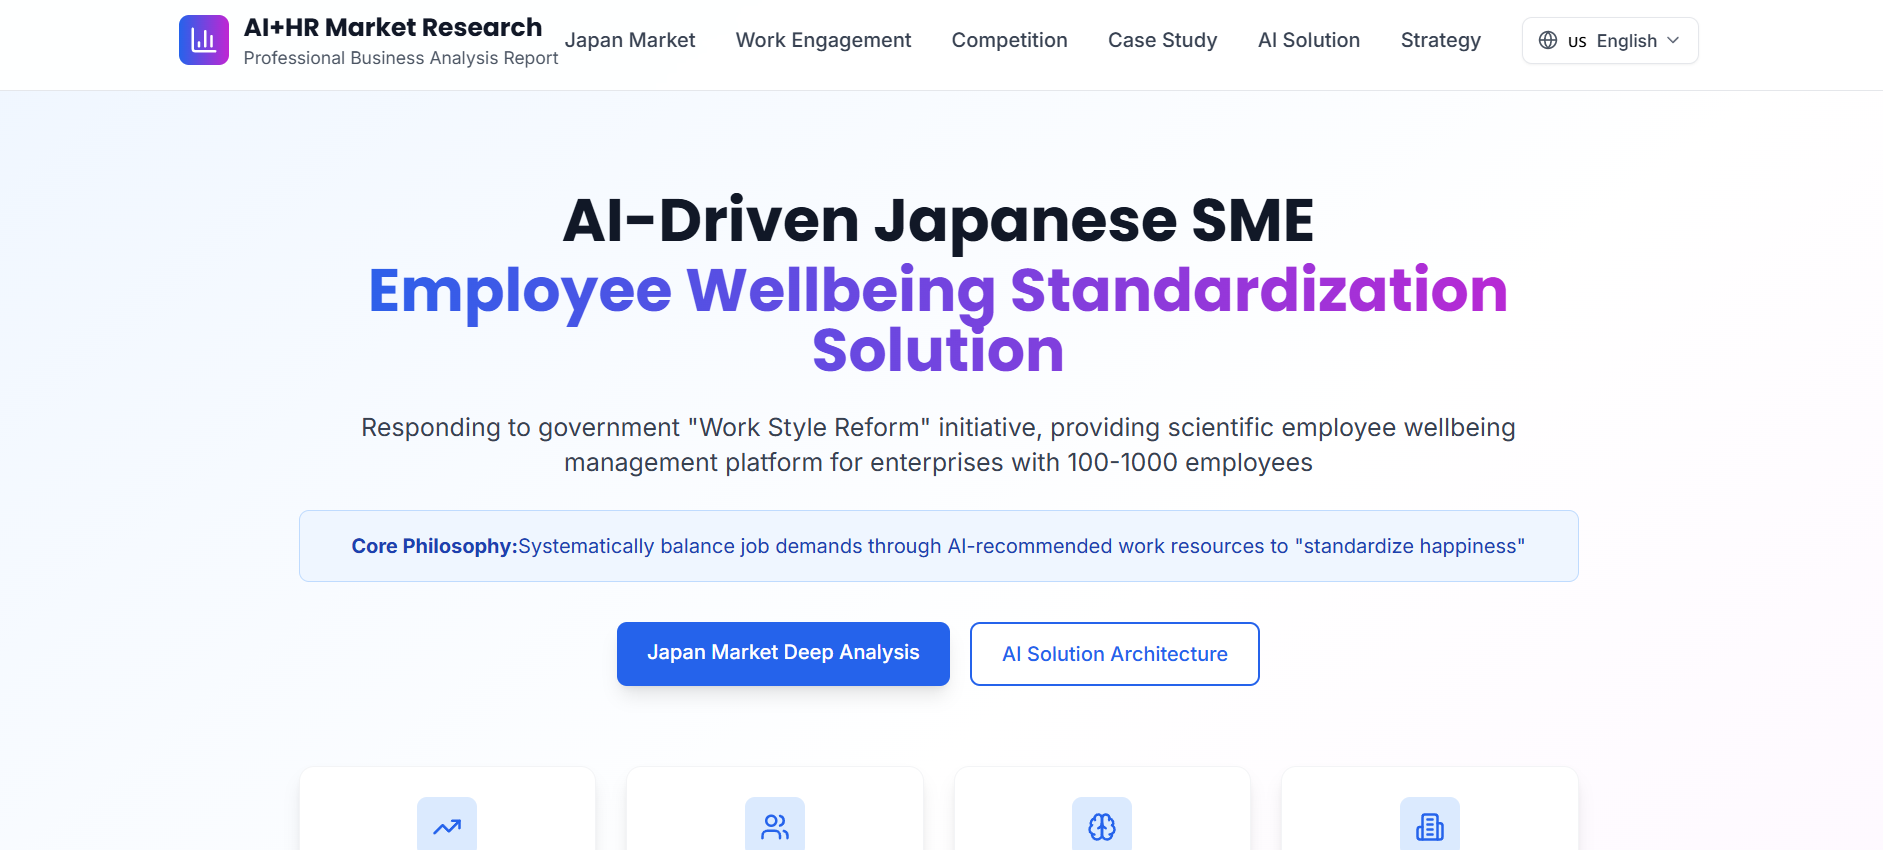 AI+HR Market Research
Professional Business Analysis Report
Japan Market
Work Engagement
Competition
Case Study
AI Solution
Strategy
US English
AI-Driven Japanese SME
Employee Wellbeing Standardization
Solution
Responding to government "Work Style Reform" initiative, providing scientific employee wellbeing
management platform for enterprises with 100-1000 employees
Core Philosophy:Systematically balance job demands through AI-recommended work resources to "standardize happiness"
Japan Market Deep Analysis
AI Solution Architecture